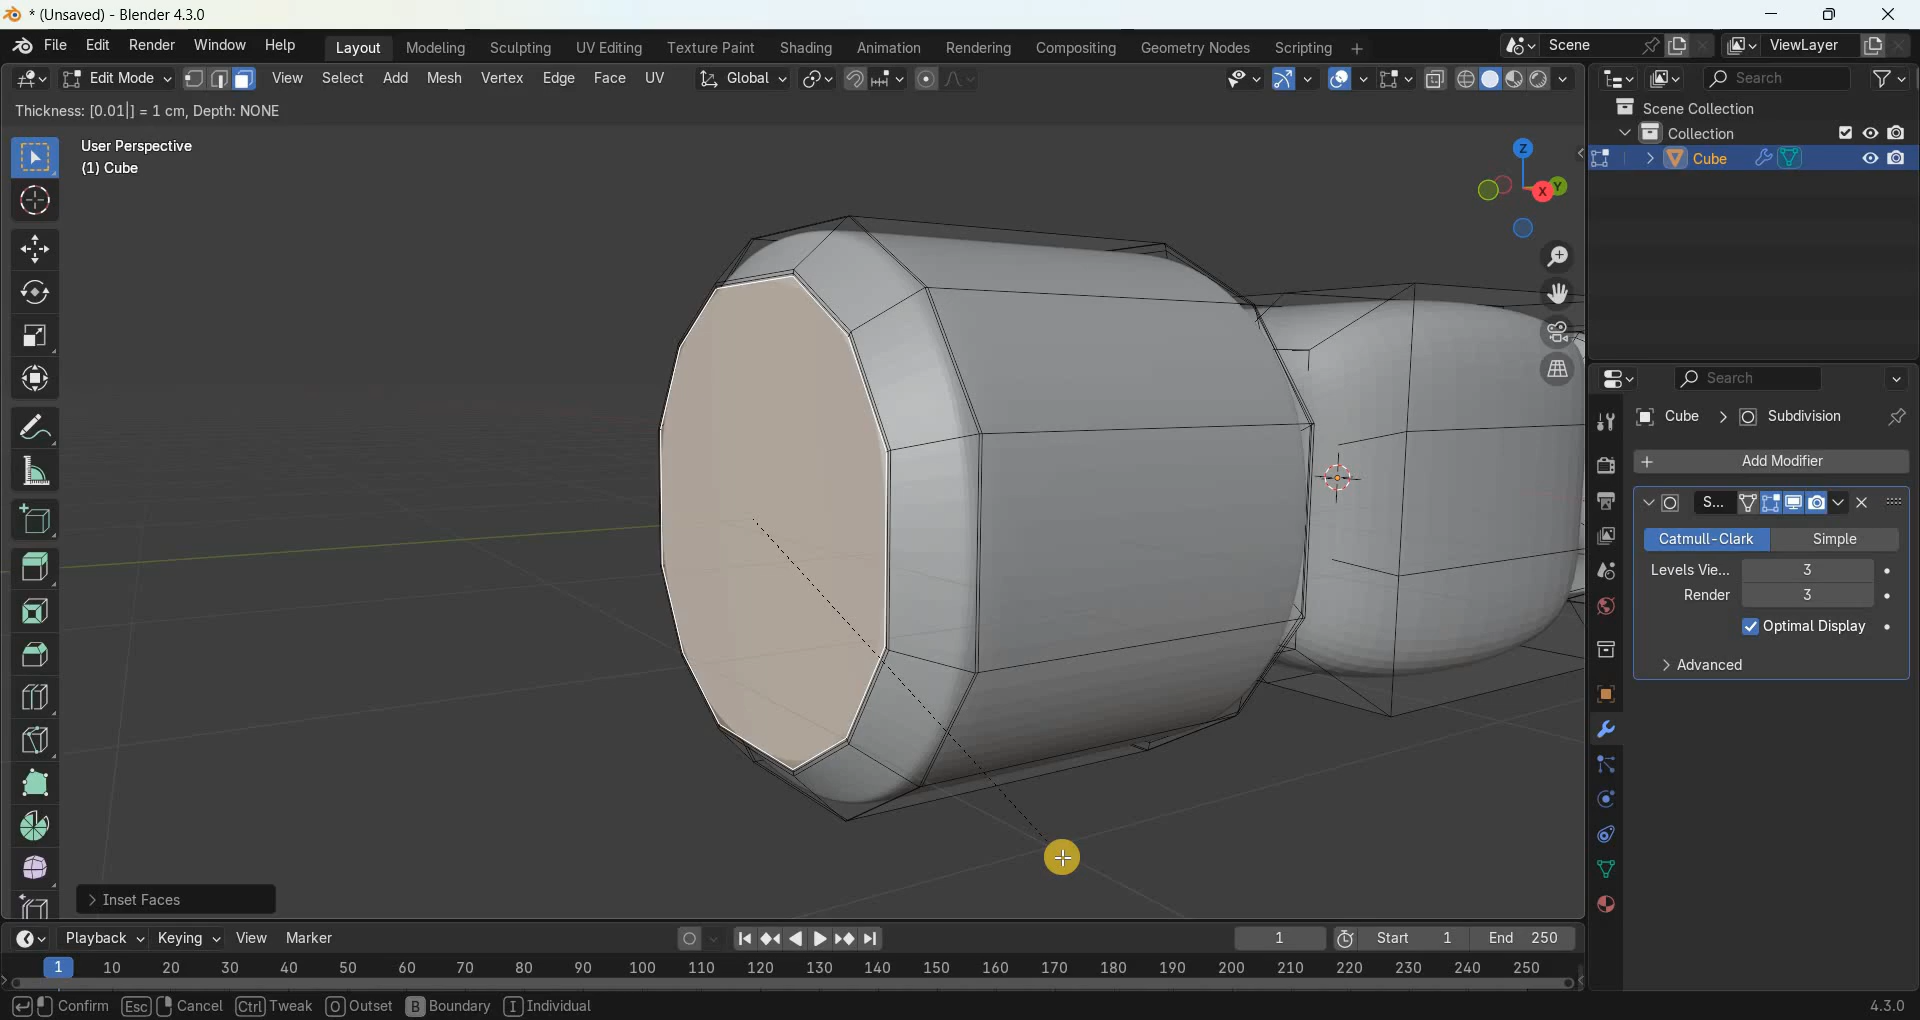 * (Unsaved) - Blender 4.3.0
File Edit Render Window Help Layout Modeling Sculpting UV Editing Texture Paint Shading Animation Rendering Compositing Geometry Nodes Scripting + Scene ViewLayer
Edit Mode View Select Add Mesh Vertex Edge Face UV Global Search
Thickness: [0.01|] = 1 cm, Depth: NONE
Scene Collection
Collection
Cube
User Perspective
(1) Cube
Z
X Y
Search
Cube > Subdivision
+ Add Modifier
S...
Catmull-Clark Simple
Levels Vie... 3
Render 3
Optimal Display
> Advanced
> Inset Faces
Playback Keying View Marker 1 Start 1 End 250
1 10 20 30 40 50 60 70 80 90 100 110 120 130 140 150 160 170 180 190 200 210 220 230 240 250
Confirm Esc Cancel Ctrl Tweak O Outset B Boundary I Individual 4.3.0